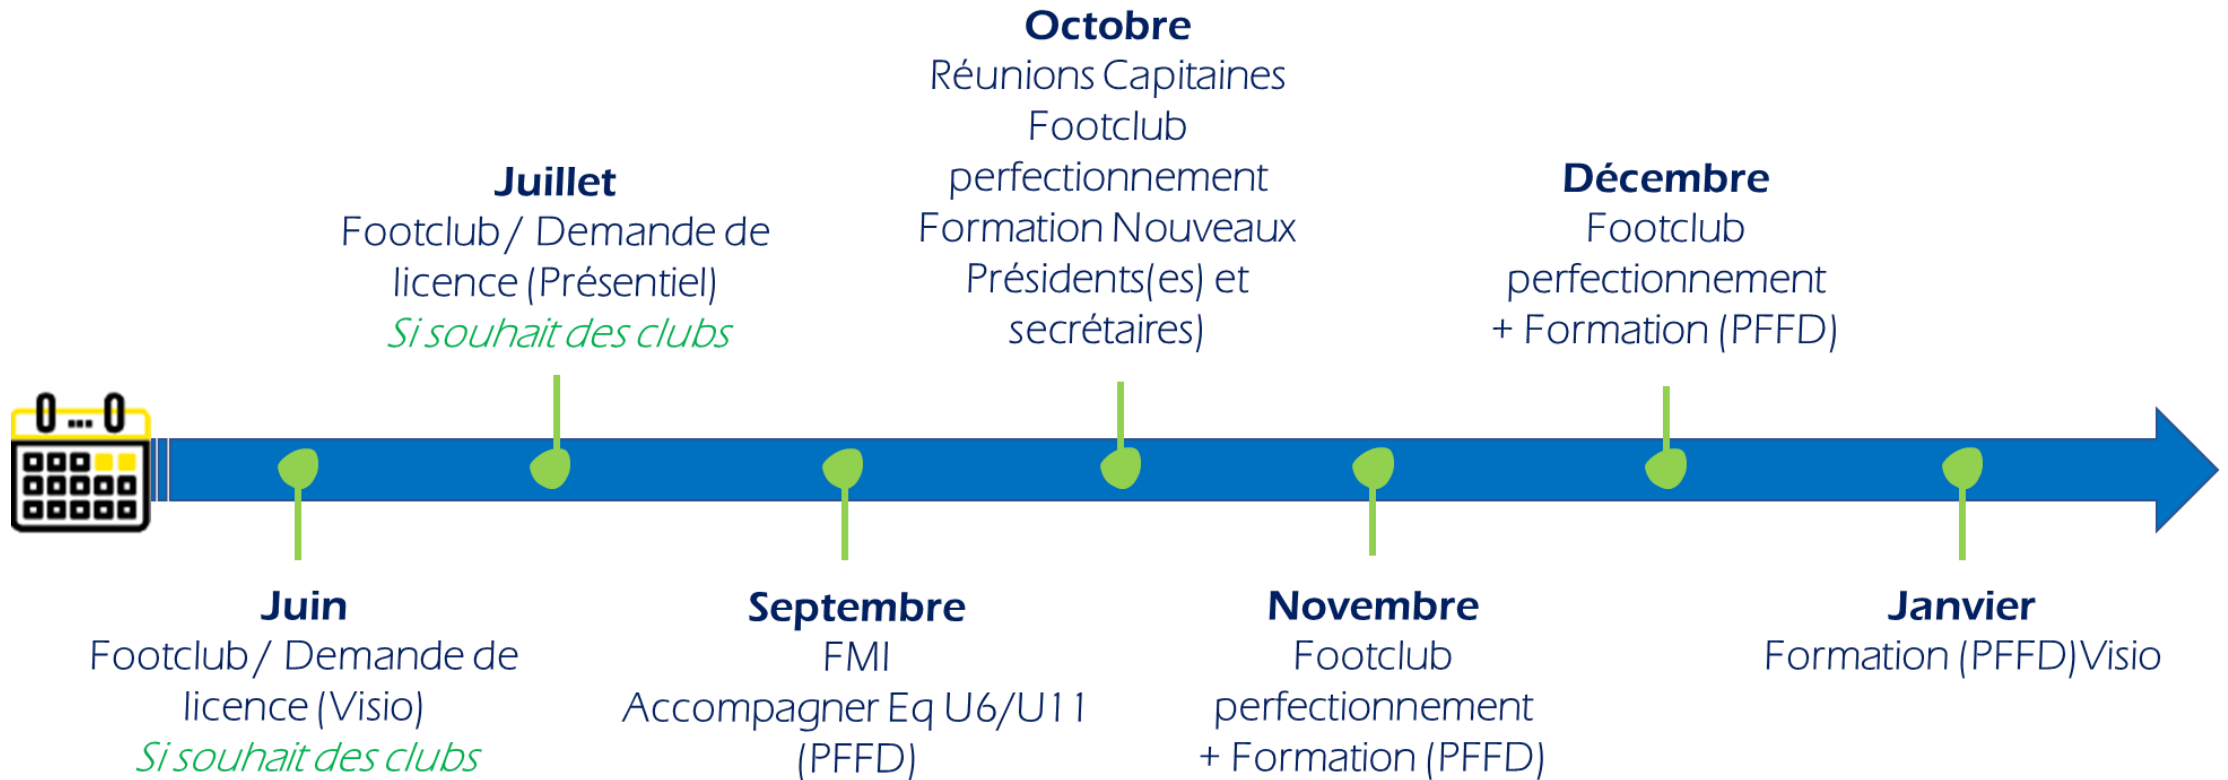 Juin
Footclub / Demande de
licence (Visio)
Si souhait des clubs
Juillet
Footclub / Demande de
licence (Présentiel)
Si souhait des clubs
Septembre
FMI
Accompagner Eq U6/U11
(PFFD)
Octobre
Réunions Capitaines
Footclub
perfectionnement
Formation Nouveaux
Présidents(es) et
secrétaires)
Novembre
Footclub
perfectionnement
+ Formation (PFFD)
Décembre
Footclub
perfectionnement
+ Formation (PFFD)
Janvier
Formation (PFFD)Visio